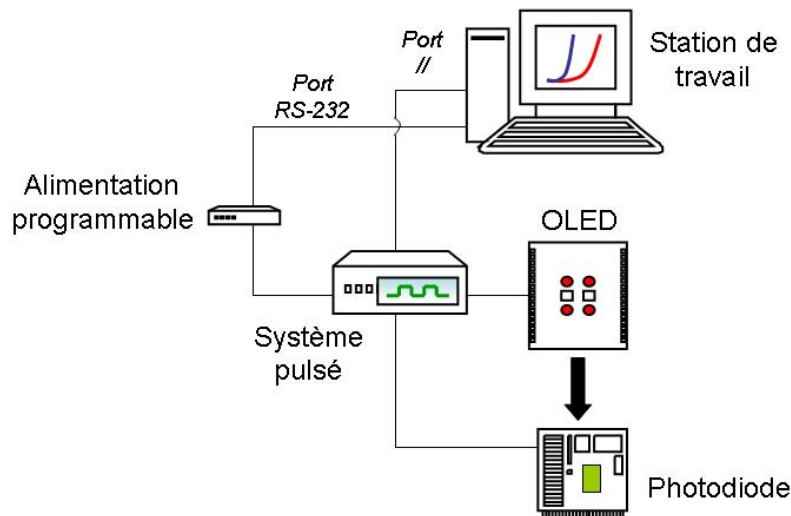 Port
//
Station de
travail
Port
RS-232
Alimentation
programmable
OLED
Système
pulsé
Photodiode